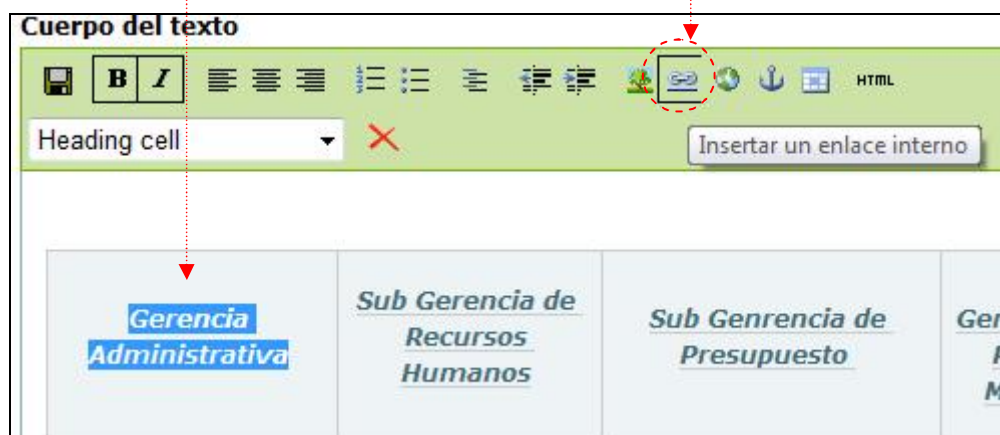 Cuerpo del texto
B I HTML
Heading cell
Insertar un enlace interno
Gerencia
Administrativa
Sub Gerencia de
Recursos
Humanos
Sub Genrencia de
Presupuesto